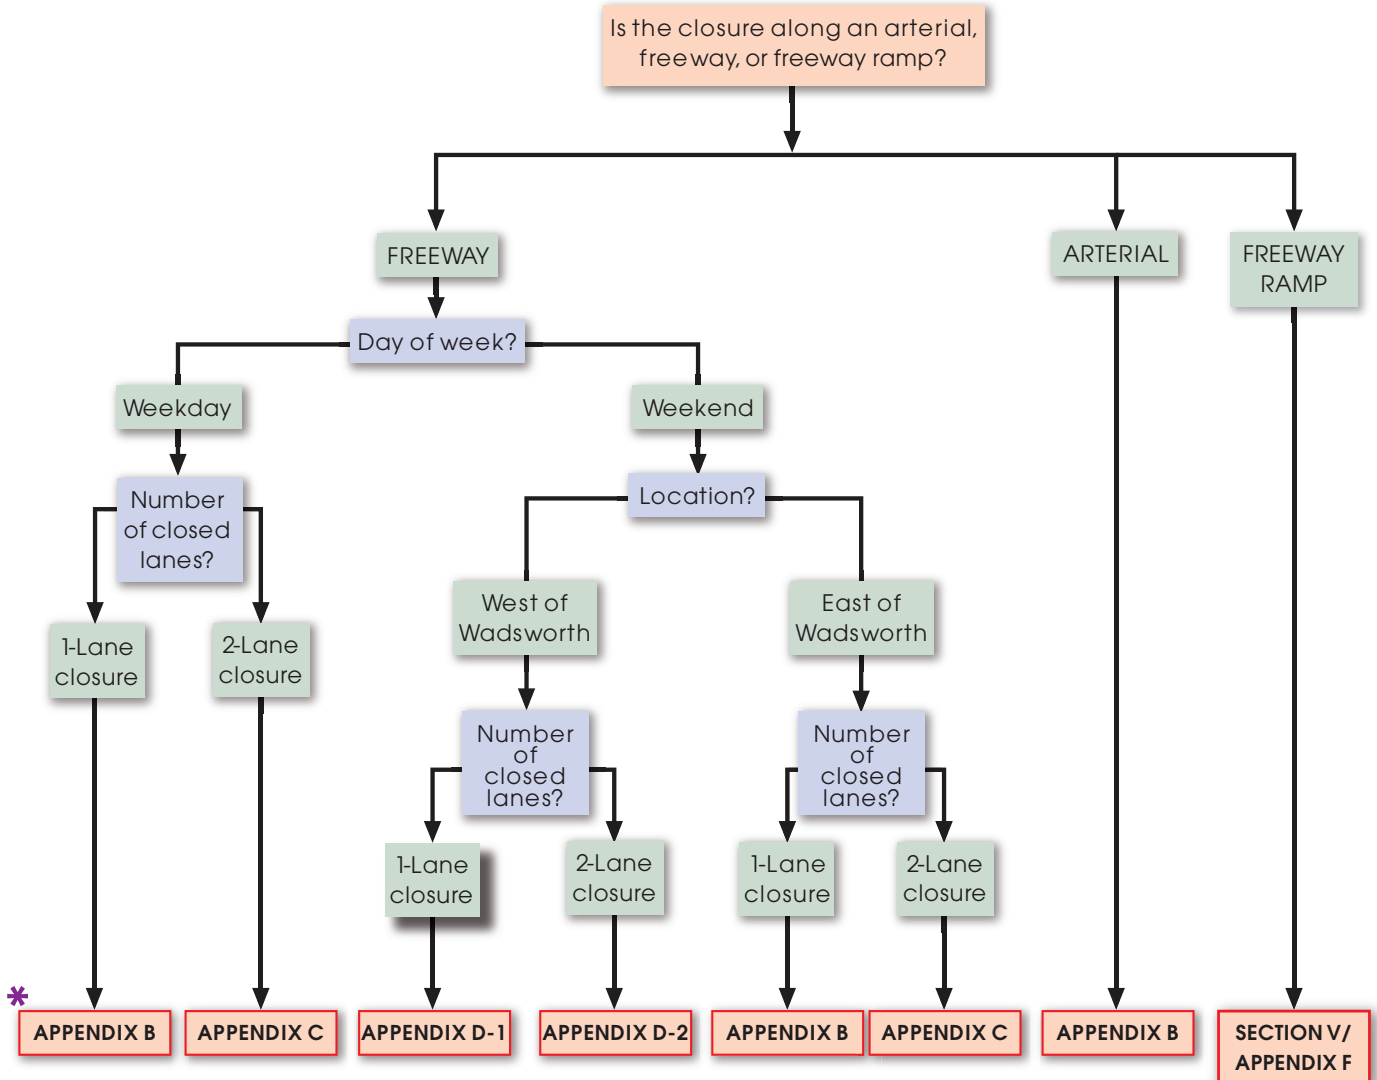 Is the closure along an arterial,
freeway, or freeway ramp?
FREEWAY
ARTERIAL
FREEWAY
RAMP
Day of week?
Weekday
Weekend
Number
of closed
lanes?
Location?
1-Lane
closure
2-Lane
closure
West of
Wadsworth
East of
Wadsworth
Number
of
closed
lanes?
Number
of
closed
lanes?
1-Lane
closure
2-Lane
closure
1-Lane
closure
2-Lane
closure
*
APPENDIX B
APPENDIX C
APPENDIX D-1
APPENDIX D-2
APPENDIX B
APPENDIX C
APPENDIX B
SECTION V/
APPENDIX F